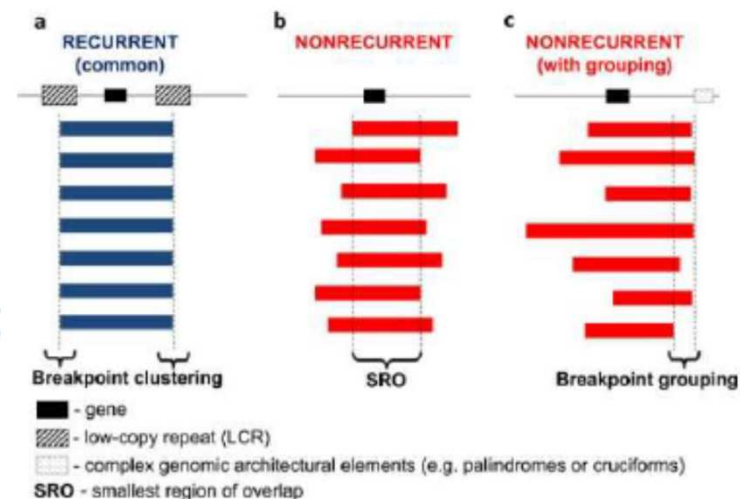 a
RECURRENT
(common)
b
NONRECURRENT
c
NONRECURRENT
(with grouping)
Breakpoint clustering
SRO
Breakpoint grouping
- gene
- low-copy repeat (LCR)
- complex genomic architectural elements (e.g. palindromes or cruciforms)
SRO - smallest region of overlap